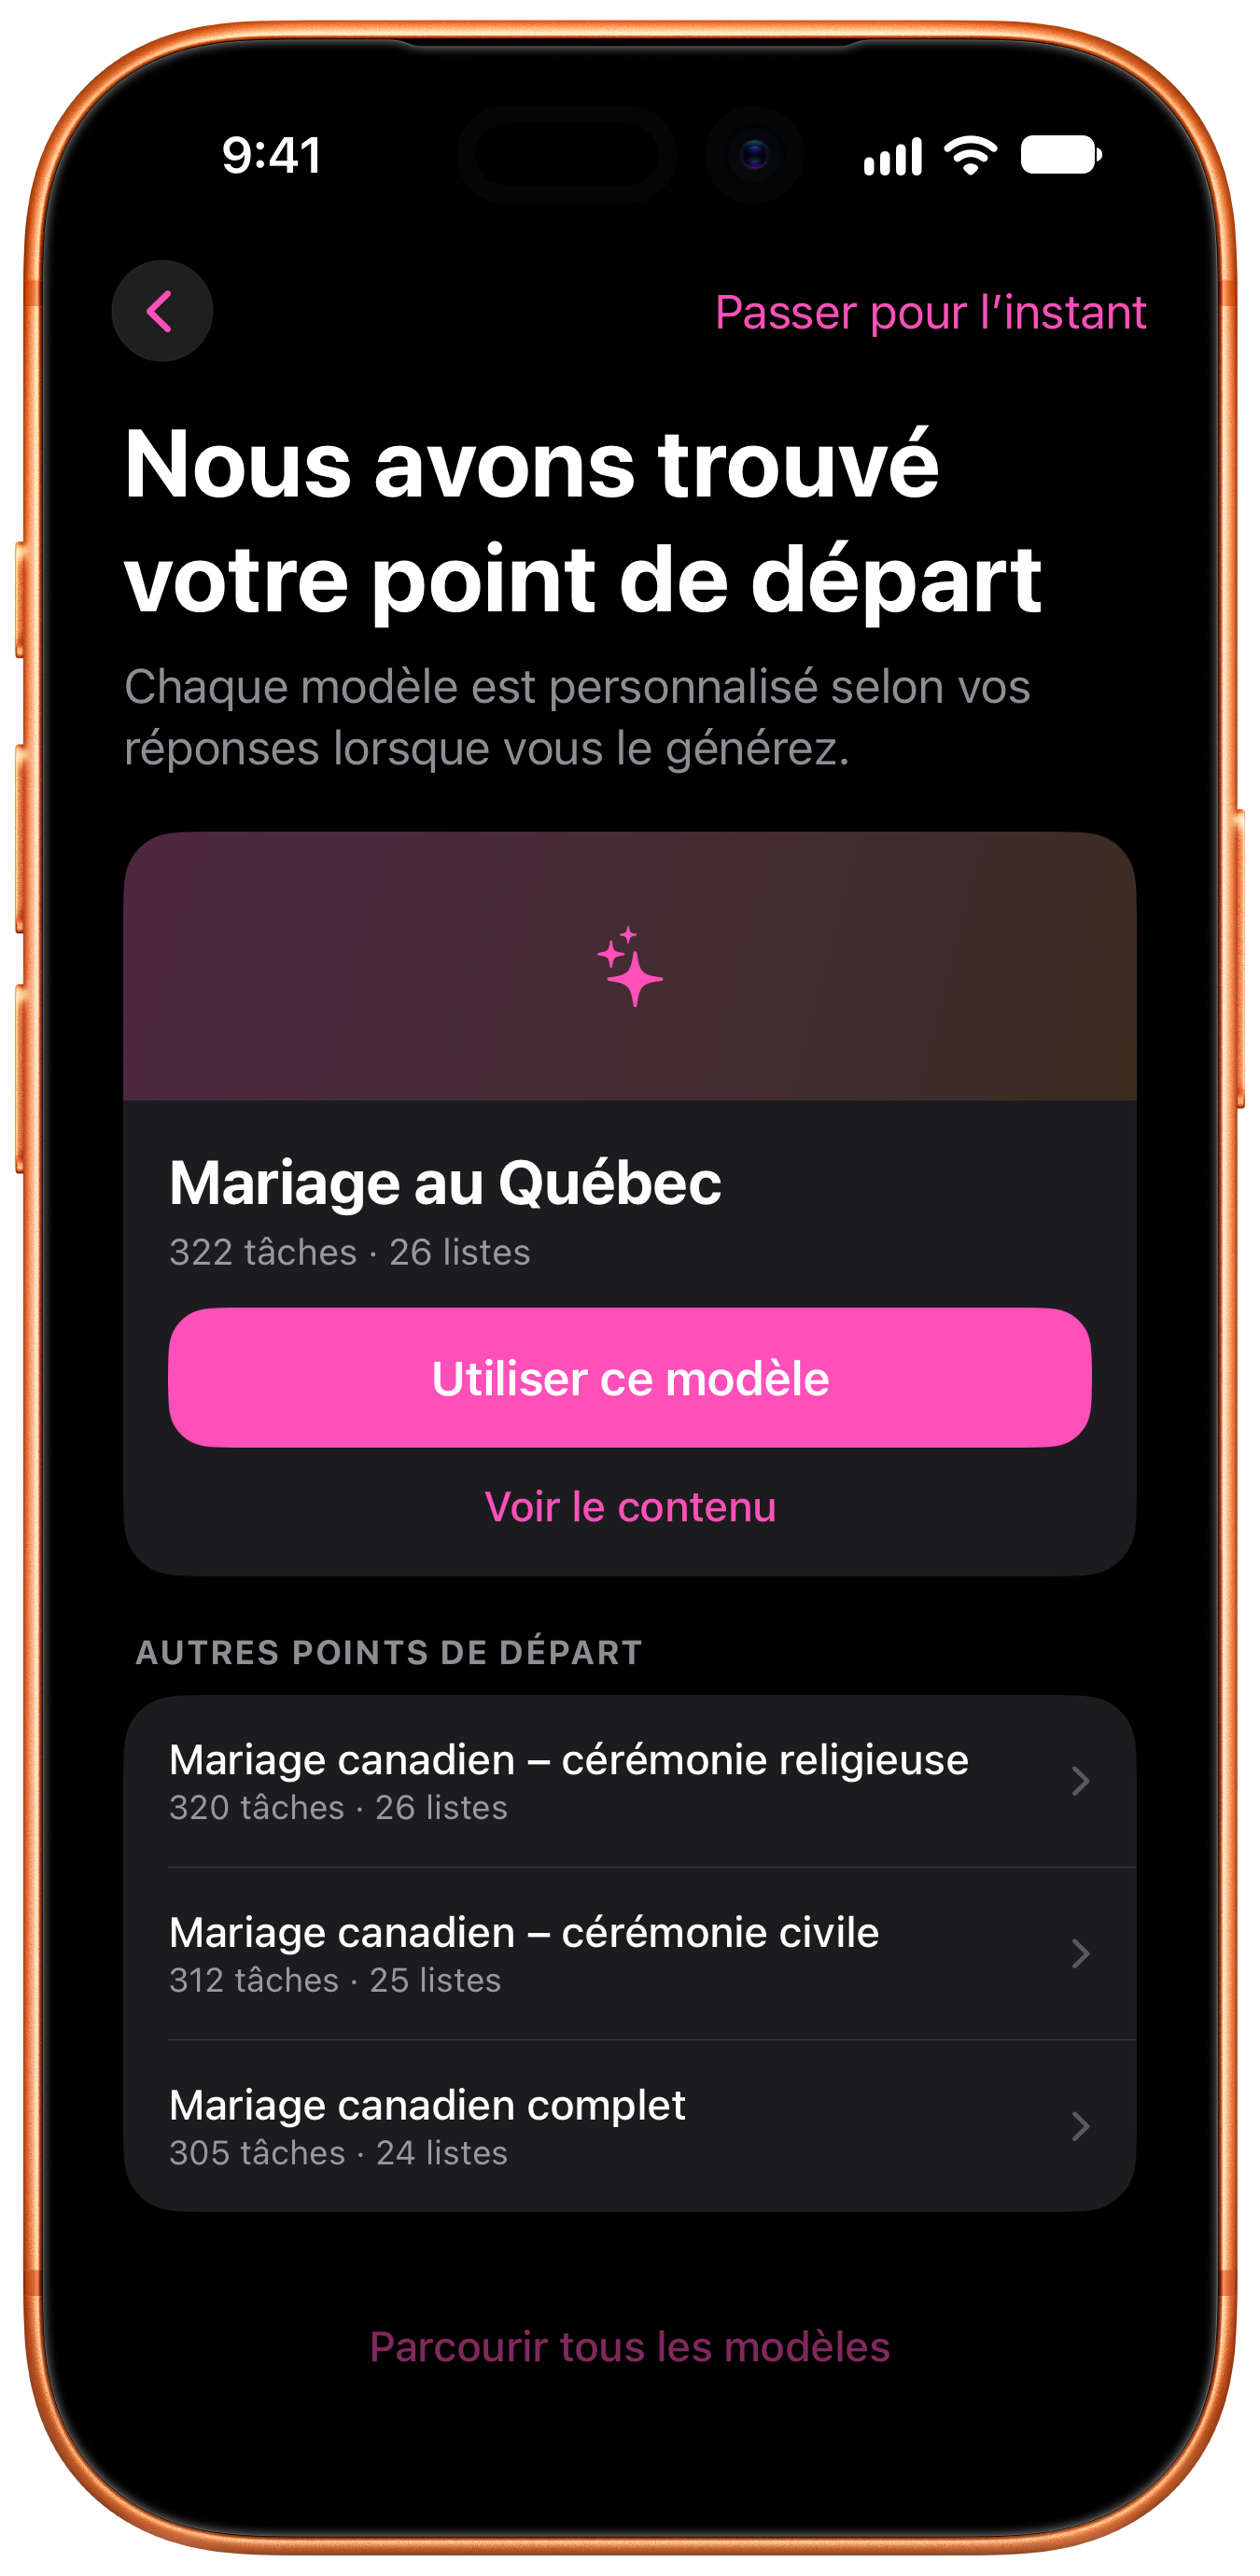 9:41
Passer pour l’instant
Nous avons trouvé
votre point de départ
Chaque modèle est personnalisé selon vos
réponses lorsque vous le générez.
Mariage au Québec
322 tâches · 26 listes
Utiliser ce modèle
Voir le contenu
AUTRES POINTS DE DÉPART
Mariage canadien – cérémonie religieuse
320 tâches · 26 listes
Mariage canadien – cérémonie civile
312 tâches · 25 listes
Mariage canadien complet
305 tâches · 24 listes
Parcourir tous les modèles